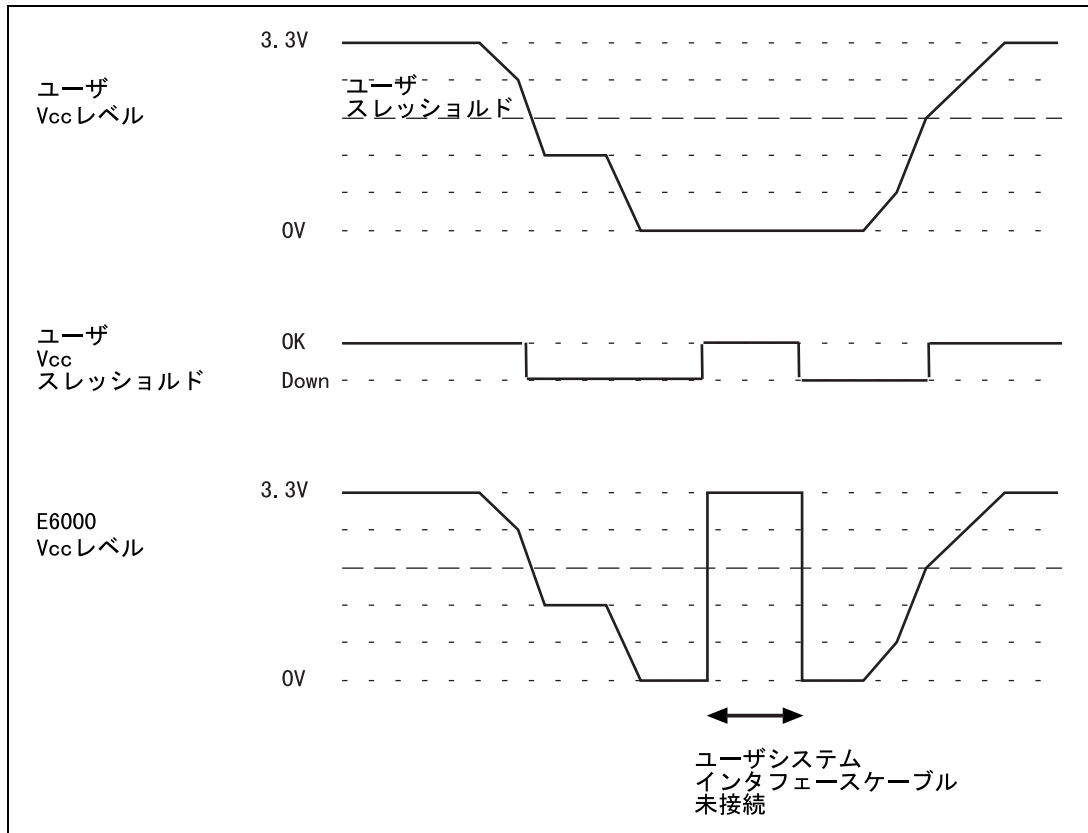 3.3V
ユーザ
Vccレベル
ユーザ
スレッショルド
0V
ユーザ
Vcc
スレッショルド
OK
Down
3.3V
E6000
Vccレベル
0V
ユーザシステム
インタフェースケーブル
未接続